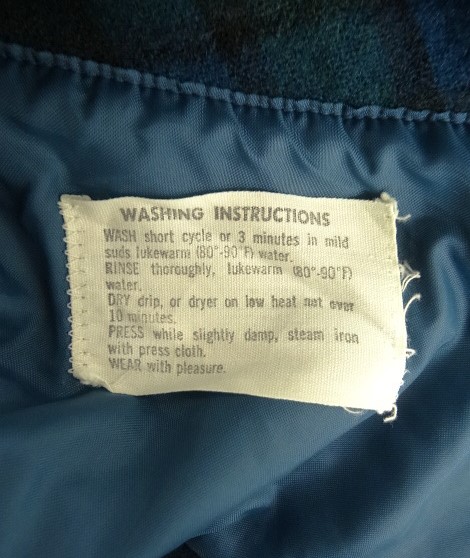 WASHING INSTRUCTIONS
WASH short cycle or 3 minutes in mild
suds lukewarm (80°-90°F) water.
RINSE thoroughly, lukewarm (80°-90°F)
water.
DRY drip, or dryer on low heat not over
10 minutes.
PRESS while slightly damp, steam iron
with press cloth.
WEAR with pleasure.